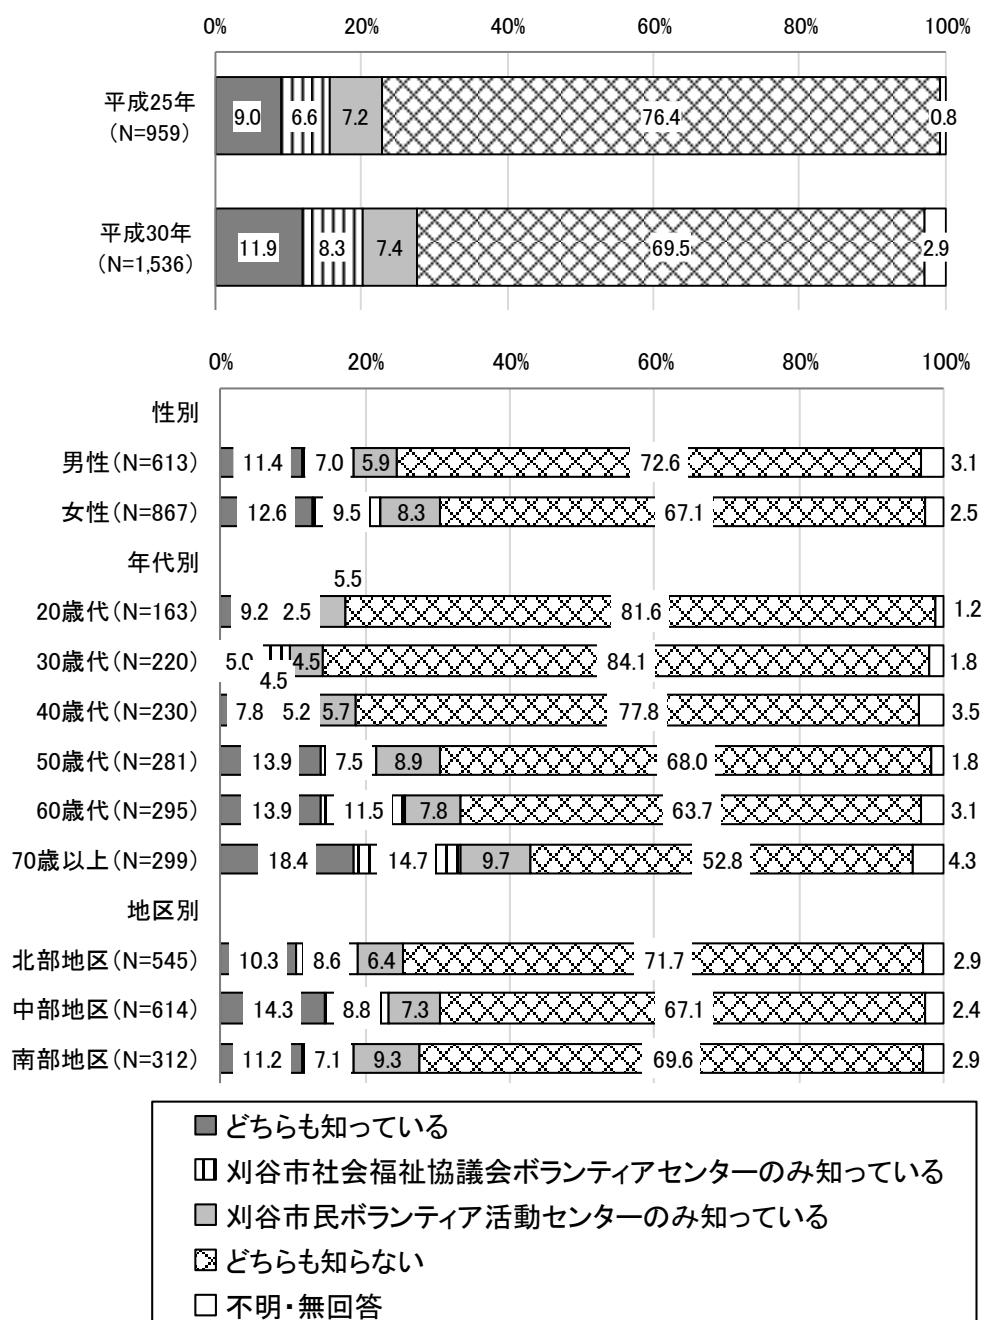 0% 20% 40% 60% 80% 100%
平成25年
(N=959)
9.0 6.6 7.2 76.4 0.8
平成30年
(N=1,536)
11.9 8.3 7.4 69.5 2.9
0% 20% 40% 60% 80% 100%
性別
男性(N=613) 11.4 7.0 5.9 72.6 3.1
女性(N=867) 12.6 9.5 8.3 67.1 2.5
年代別
5.5
20歳代(N=163) 9.2 2.5 81.6 1.2
30歳代(N=220) 5.0 4.5 84.1 1.8
4.5
40歳代(N=230) 7.8 5.2 5.7 77.8 3.5
50歳代(N=281) 13.9 7.5 8.9 68.0 1.8
60歳代(N=295) 13.9 11.5 7.8 63.7 3.1
70歳以上(N=299) 18.4 14.7 9.7 52.8 4.3
地区別
北部地区(N=545) 10.3 8.6 6.4 71.7 2.9
中部地区(N=614) 14.3 8.8 7.3 67.1 2.4
南部地区(N=312) 11.2 7.1 9.3 69.6 2.9
どちらも知っている
刈谷市社会福祉協議会ボランティアセンターのみ知っている
刈谷市民ボランティア活動センターのみ知っている
どちらも知らない
不明・無回答